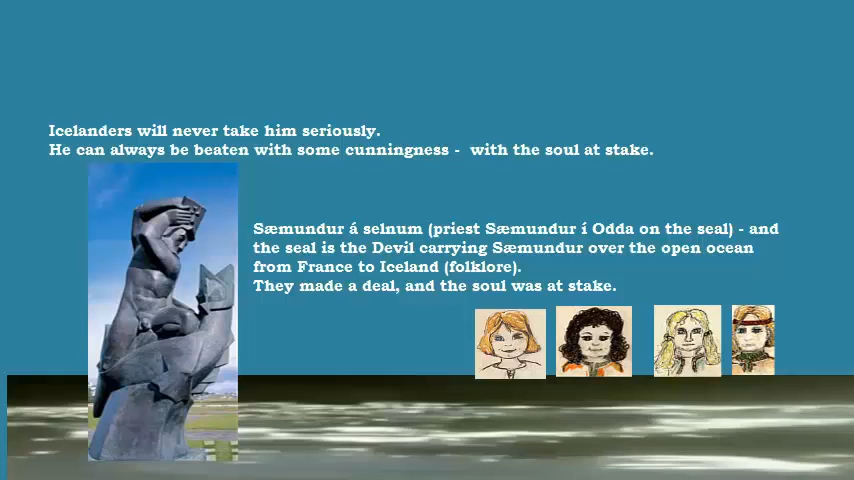 Icelanders will never take him seriously.
He can always be beaten with some cunningness - with the soul at stake.
Sæmundur á selnum (priest Sæmundur í Odda on the seal) - and
the seal is the Devil carrying Sæmundur over the open ocean
from France to Iceland (folklore).
They made a deal, and the soul was at stake.